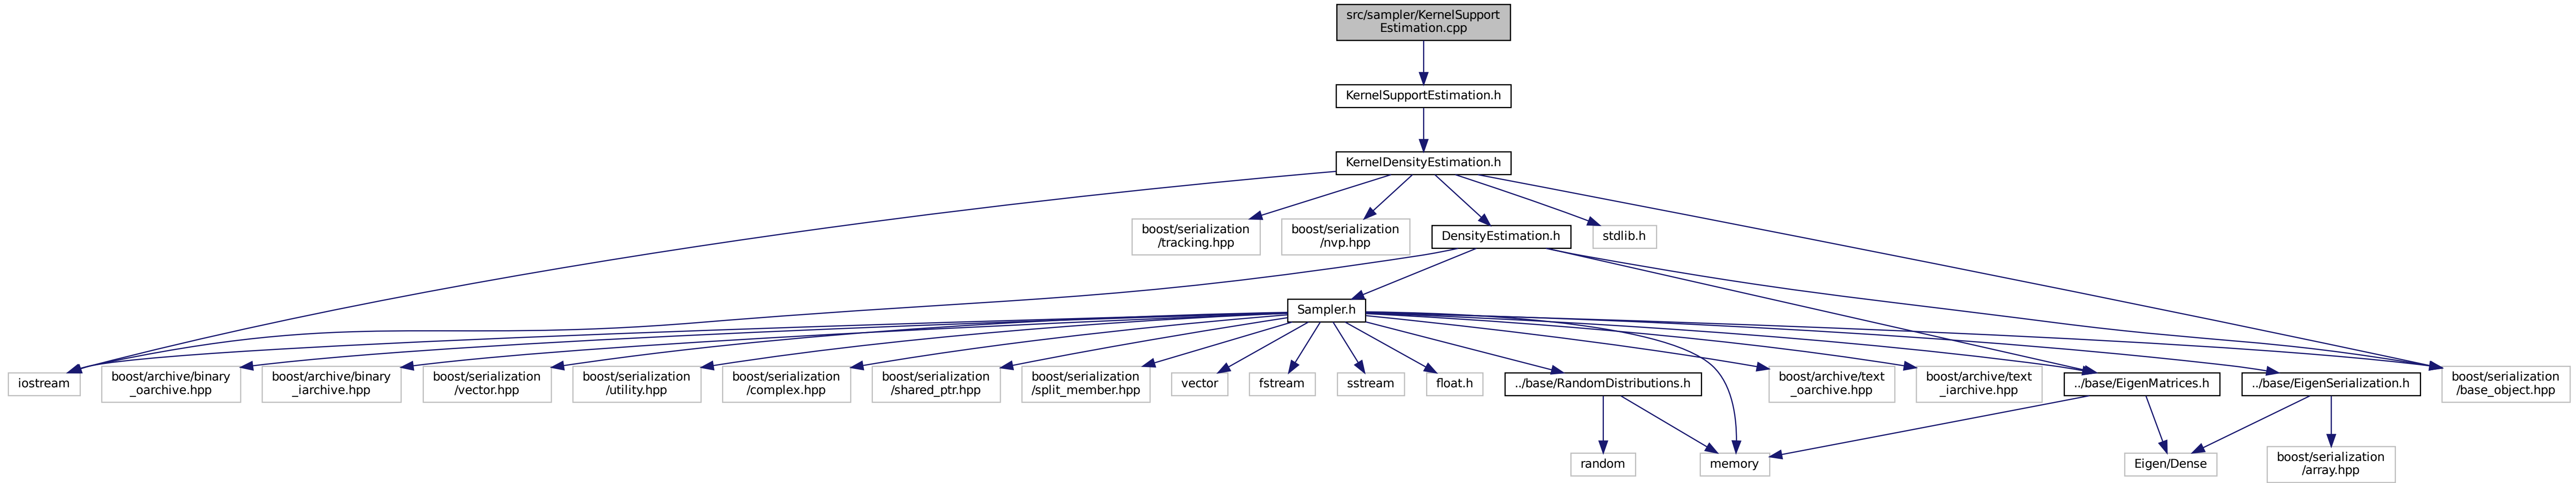 src/sampler/KernelSupport
Estimation.cpp
KernelSupportEstimation.h
KernelDensityEstimation.h
boost/serialization
/tracking.hpp
boost/serialization
/nvp.hpp
DensityEstimation.h
stdlib.h
Sampler.h
iostream
boost/archive/binary
_oarchive.hpp
boost/archive/binary
_iarchive.hpp
boost/serialization
/vector.hpp
boost/serialization
/utility.hpp
boost/serialization
/complex.hpp
boost/serialization
/shared_ptr.hpp
boost/serialization
/split_member.hpp
vector
fstream
sstream
float.h
../base/RandomDistributions.h
boost/archive/text
_oarchive.hpp
boost/archive/text
_iarchive.hpp
../base/EigenMatrices.h
../base/EigenSerialization.h
boost/serialization
/base_object.hpp
random
memory
Eigen/Dense
boost/serialization
/array.hpp